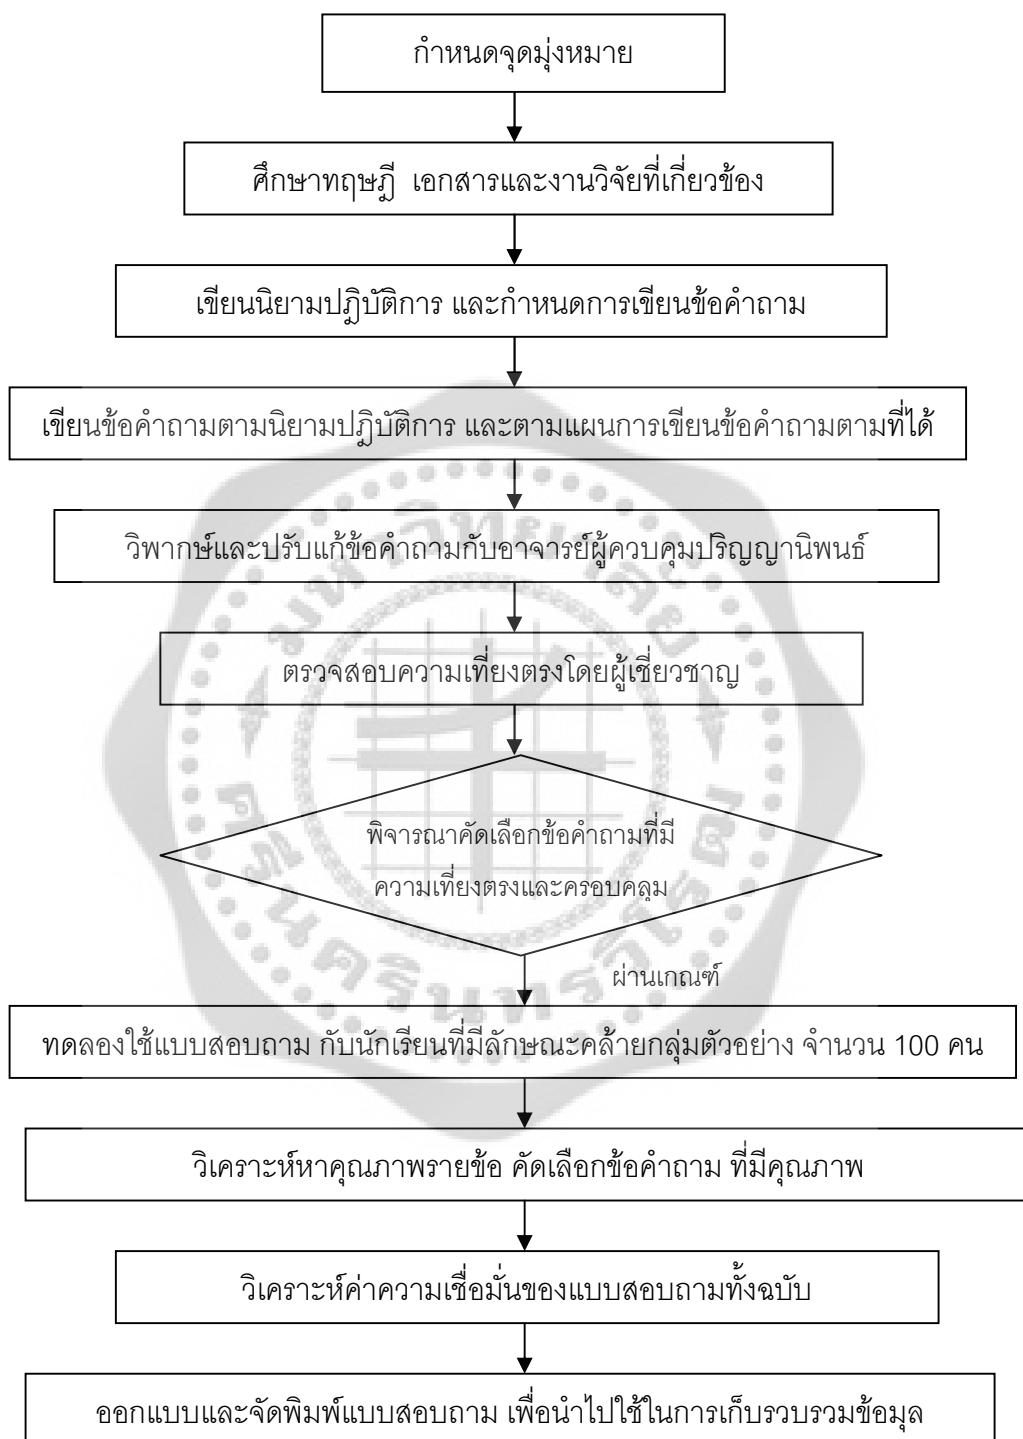 กำหนดจุดมุ่งหมาย
ศึกษาทฤษฎี เอกสารและงานวิจัยที่เกี่ยวข้อง
เขียนนิยามปฏิบัติการ และกำหนดการเขียนข้อคำถาม
เขียนข้อคำถามตามนิยามปฏิบัติการ และตามแผนการเขียนข้อคำถามตามที่ได้
วิพากษ์และปรับแก้ข้อคำถามกับอาจารย์ผู้ควบคุมปริญญานิพนธ์
ตรวจสอบความเที่ยงตรงโดยผู้เชี่ยวชาญ
พิจารณาคัดเลือกข้อคำถามที่มี
ความเที่ยงตรงและครอบคลุม
ผ่านเกณฑ์
ทดลองใช้แบบสอบถาม กับนักเรียนที่มีลักษณะคล้ายกลุ่มตัวอย่าง จำนวน 100 คน
วิเคราะห์หาคุณภาพรายข้อ คัดเลือกข้อคำถาม ที่มีคุณภาพ
วิเคราะห์ค่าความเชื่อมั่นของแบบสอบถามทั้งฉบับ
ออกแบบและจัดพิมพ์แบบสอบถาม เพื่อนำไปใช้ในการเก็บรวบรวมข้อมุล
มหาวิทยาลัย
ศรีนครินทรวิโรฒ